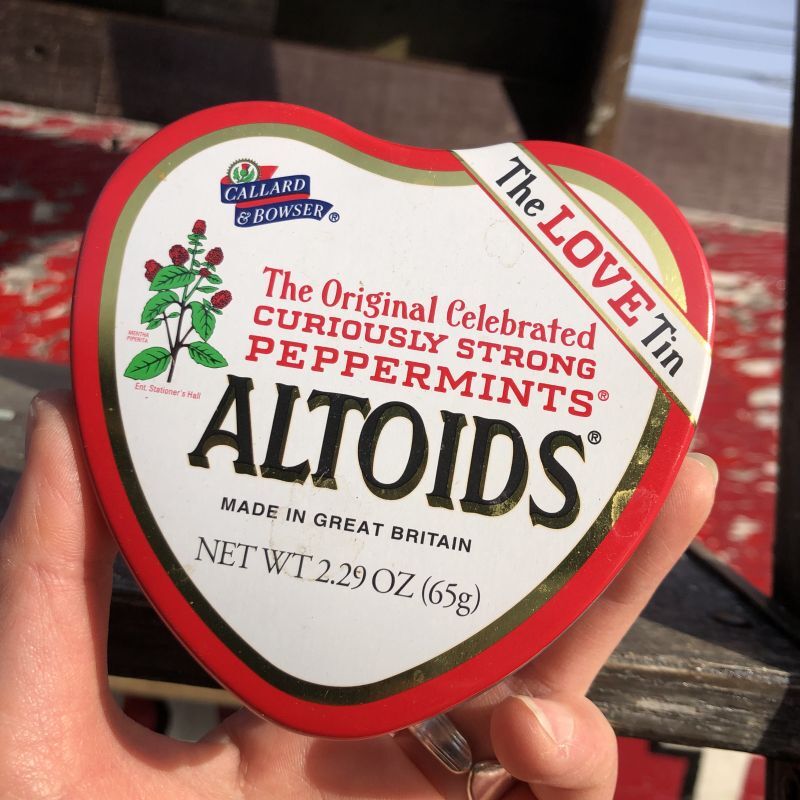 CALLARD
& BOWSER®
The LOVE Tin
The Original Celebrated
CURIOUSLY STRONG
PEPPERMINTS®
MENTHA
PIPERITA
Ent. Stationer's Hall
ALTOIDS®
MADE IN GREAT BRITAIN
NET WT 2.29 OZ (65g)